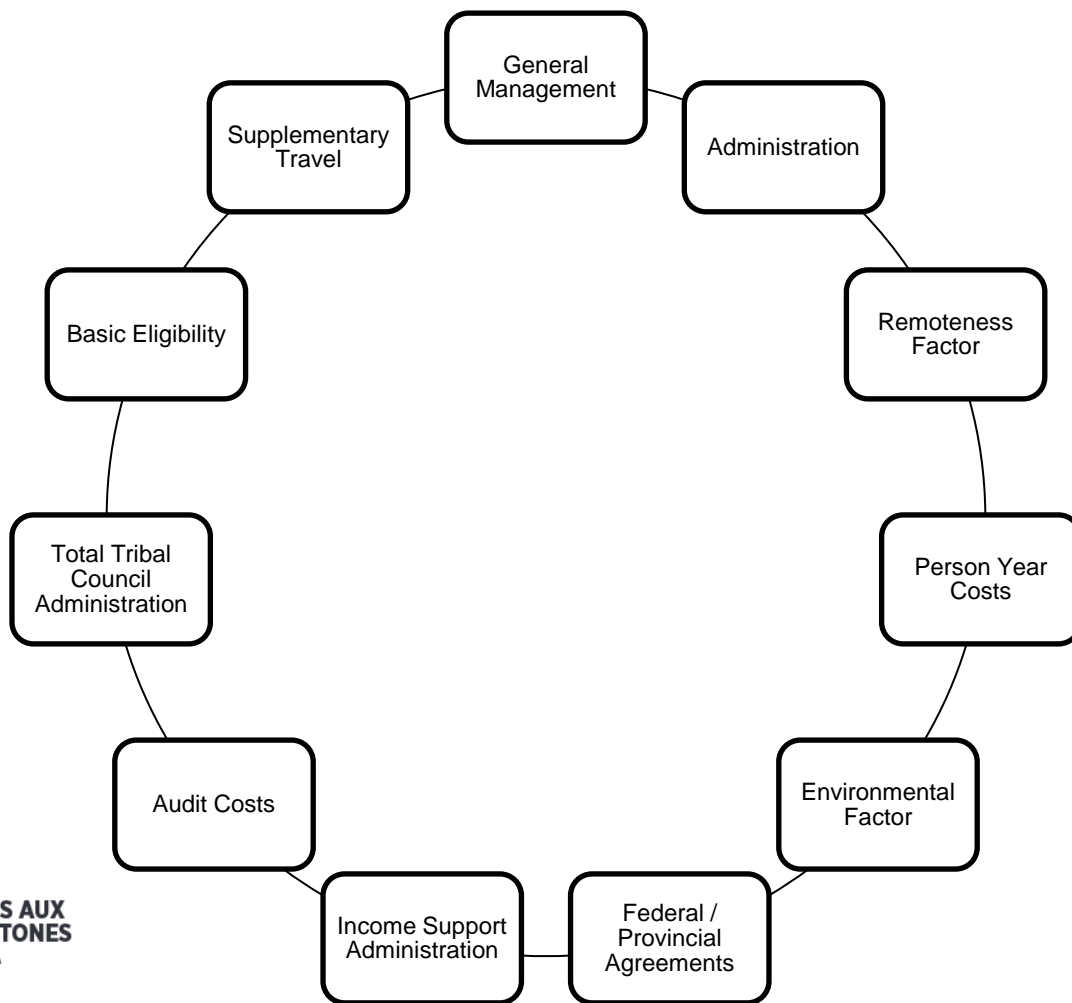 General
Management
Administration
Remoteness
Factor
Person Year
Costs
Environmental
Factor
Federal /
Provincial
Agreements
Income Support
Administration
Audit Costs
Total Tribal
Council
Administration
Basic Eligibility
Supplementary
Travel
S AUX
TONES